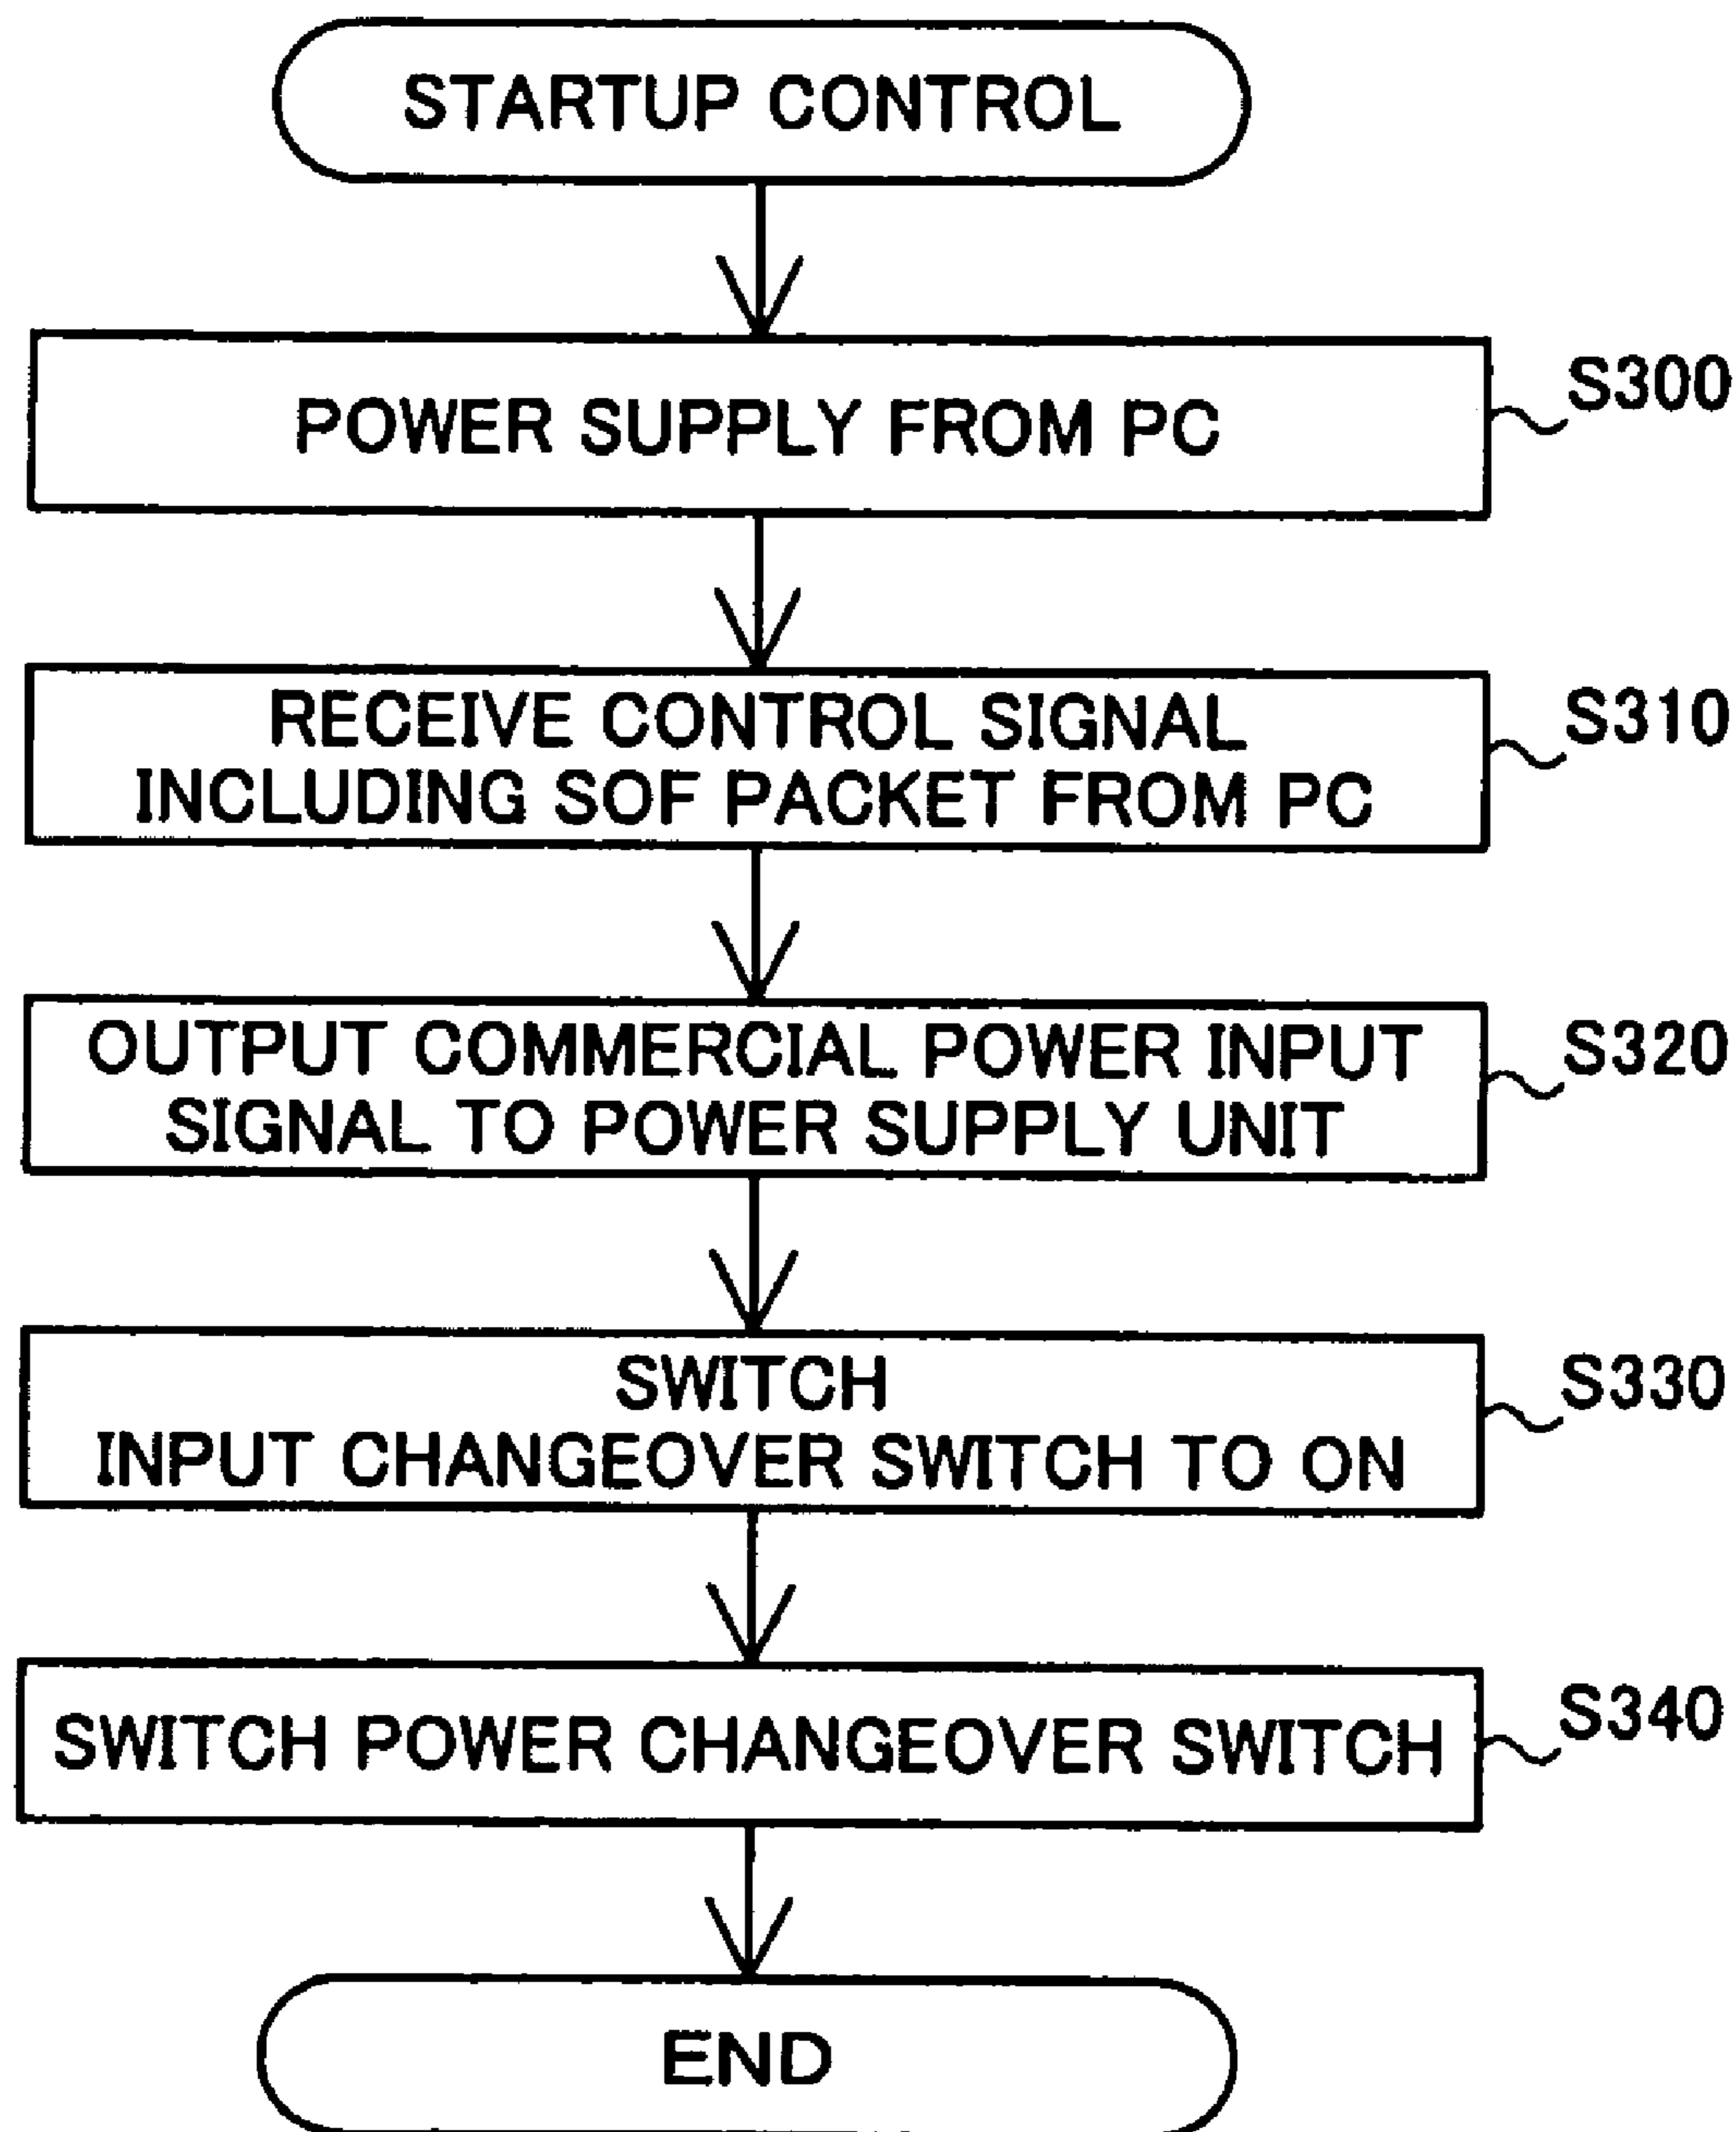 STARTUP CONTROL
POWER SUPPLY FROM PC
S300
RECEIVE CONTROL SIGNAL
INCLUDING SOF PACKET FROM PC
S310
OUTPUT COMMERCIAL POWER INPUT
SIGNAL TO POWER SUPPLY UNIT
S320
SWITCH
INPUT CHANGEOVER SWITCH TO ON
S330
SWITCH POWER CHANGEOVER SWITCH
S340
END